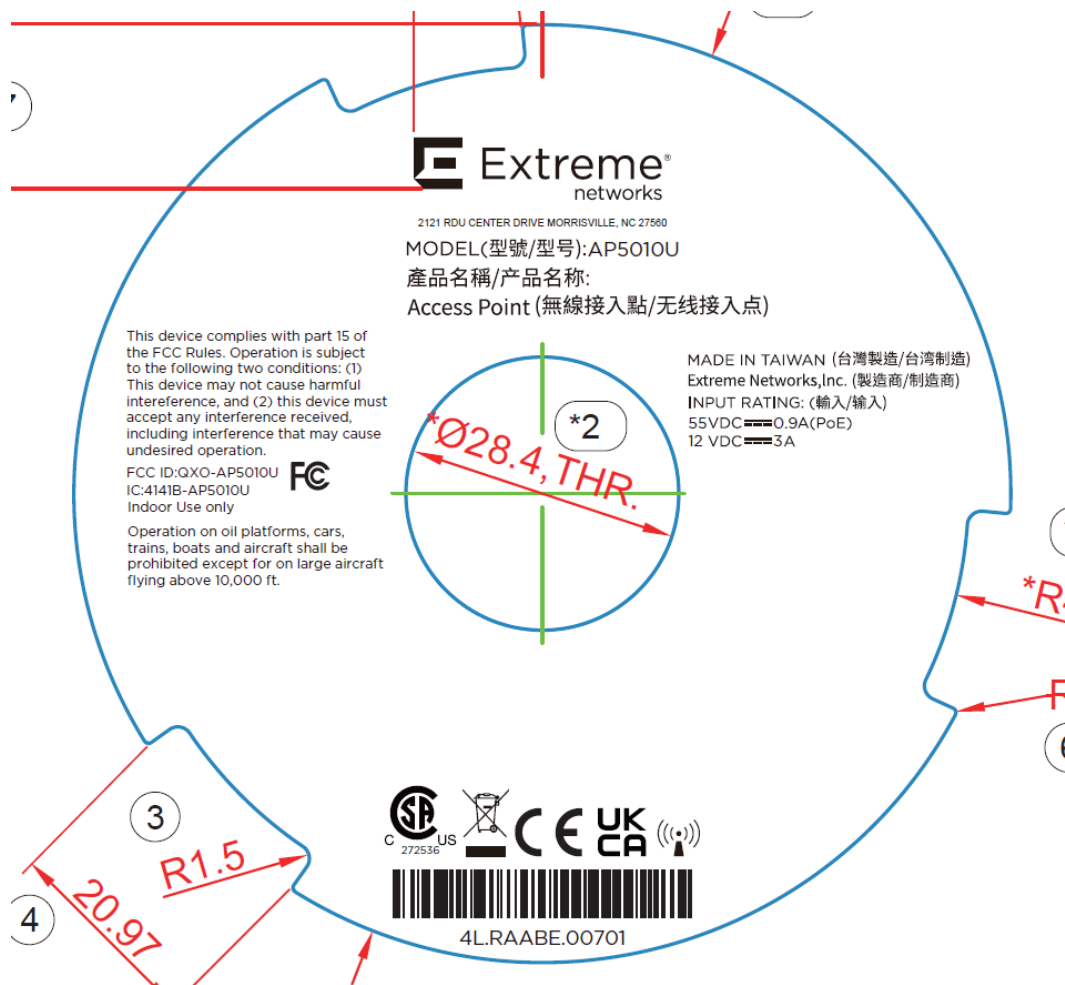 Extreme®
networks
2121 RDU CENTER DRIVE MORRISVILLE, NC 27560
MODEL(型號/型号):AP5010U
產品名稱/产品名称:
Access Point (無線接入點/无线接入点)
This device complies with part 15 of
the FCC Rules. Operation is subject
to the following two conditions: (1)
This device may not cause harmful
intereference, and (2) this device must
accept any interference received,
including interference that may cause
undesired operation.
FCC ID:QXO-AP5010U
IC:4141B-AP5010U
Indoor Use only
FC
Operation on oil platforms, cars,
trains, boats and aircraft shall be
prohibited except for on large aircraft
flying above 10,000 ft.
MADE IN TAIWAN (台灣製造/台湾制造)
Extreme Networks,Inc. (製造商/制造商)
INPUT RATING: (輸入/输入)
55VDC⎓0.9A(PoE)
12 VDC⎓3A
*2
*Ø28.4, THR.
*R
R
6
3
R1.5
4
20.97
C SA US
272536
CE
UK
CA
4L.RAABE.00701